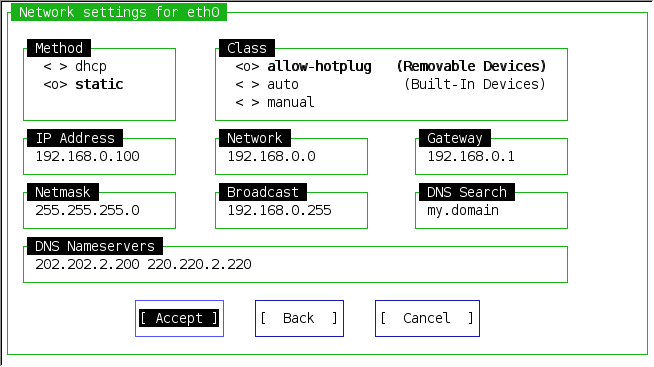 Network settings for eth0
Method
< > dhcp
<o> static
Class
<o> allow-hotplug (Removable Devices)
< > auto (Built-In Devices)
< > manual
IP Address
192.168.0.100
Network
192.168.0.0
Gateway
192.168.0.1
Netmask
255.255.255.0
Broadcast
192.168.0.255
DNS Search
my.domain
DNS Nameservers
202.202.2.200 220.220.2.220
[ Accept ]
[ Back ]
[ Cancel ]